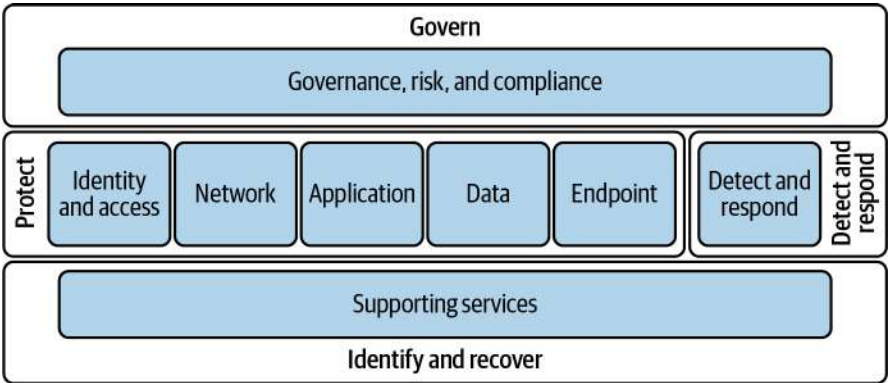 Govern
Governance, risk, and compliance
Protect
Identity
and access
Network
Application
Data
Endpoint
Detect and
respond
Detect and
respond
Supporting services
Identify and recover